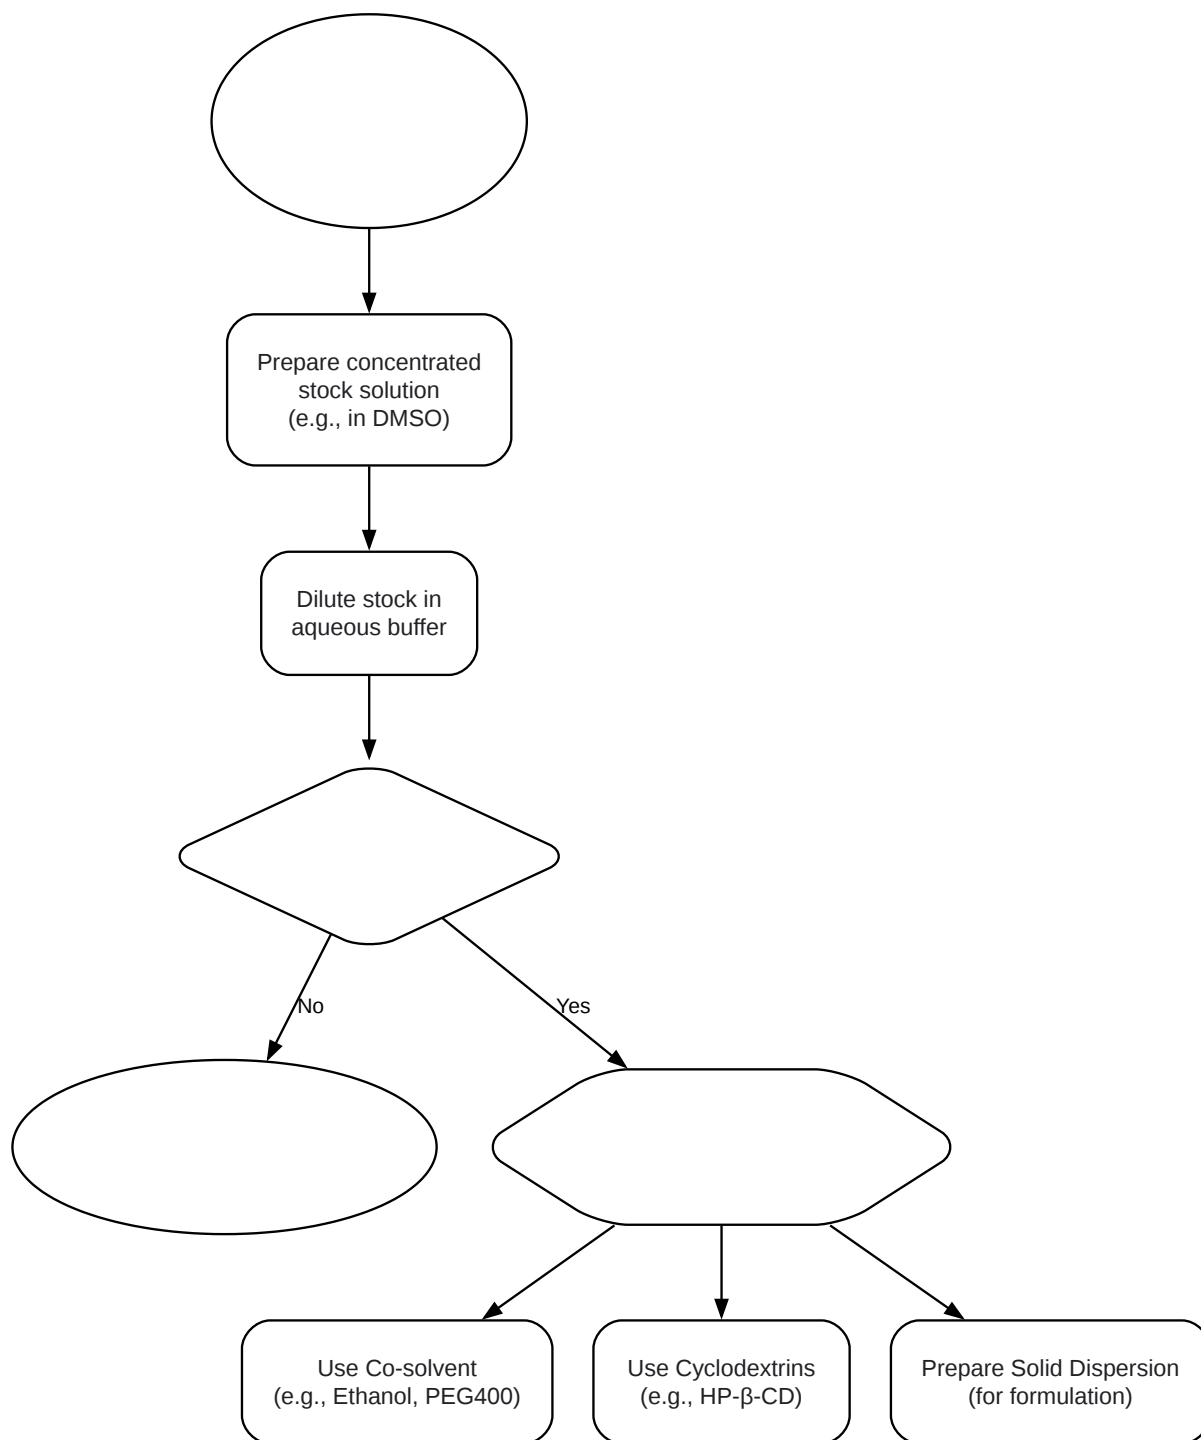 Prepare concentrated
stock solution
(e.g., in DMSO)
Dilute stock in
aqueous buffer
No
Yes
Use Co-solvent
(e.g., Ethanol, PEG400)
Use Cyclodextrins
(e.g., HP-β-CD)
Prepare Solid Dispersion
(for formulation)